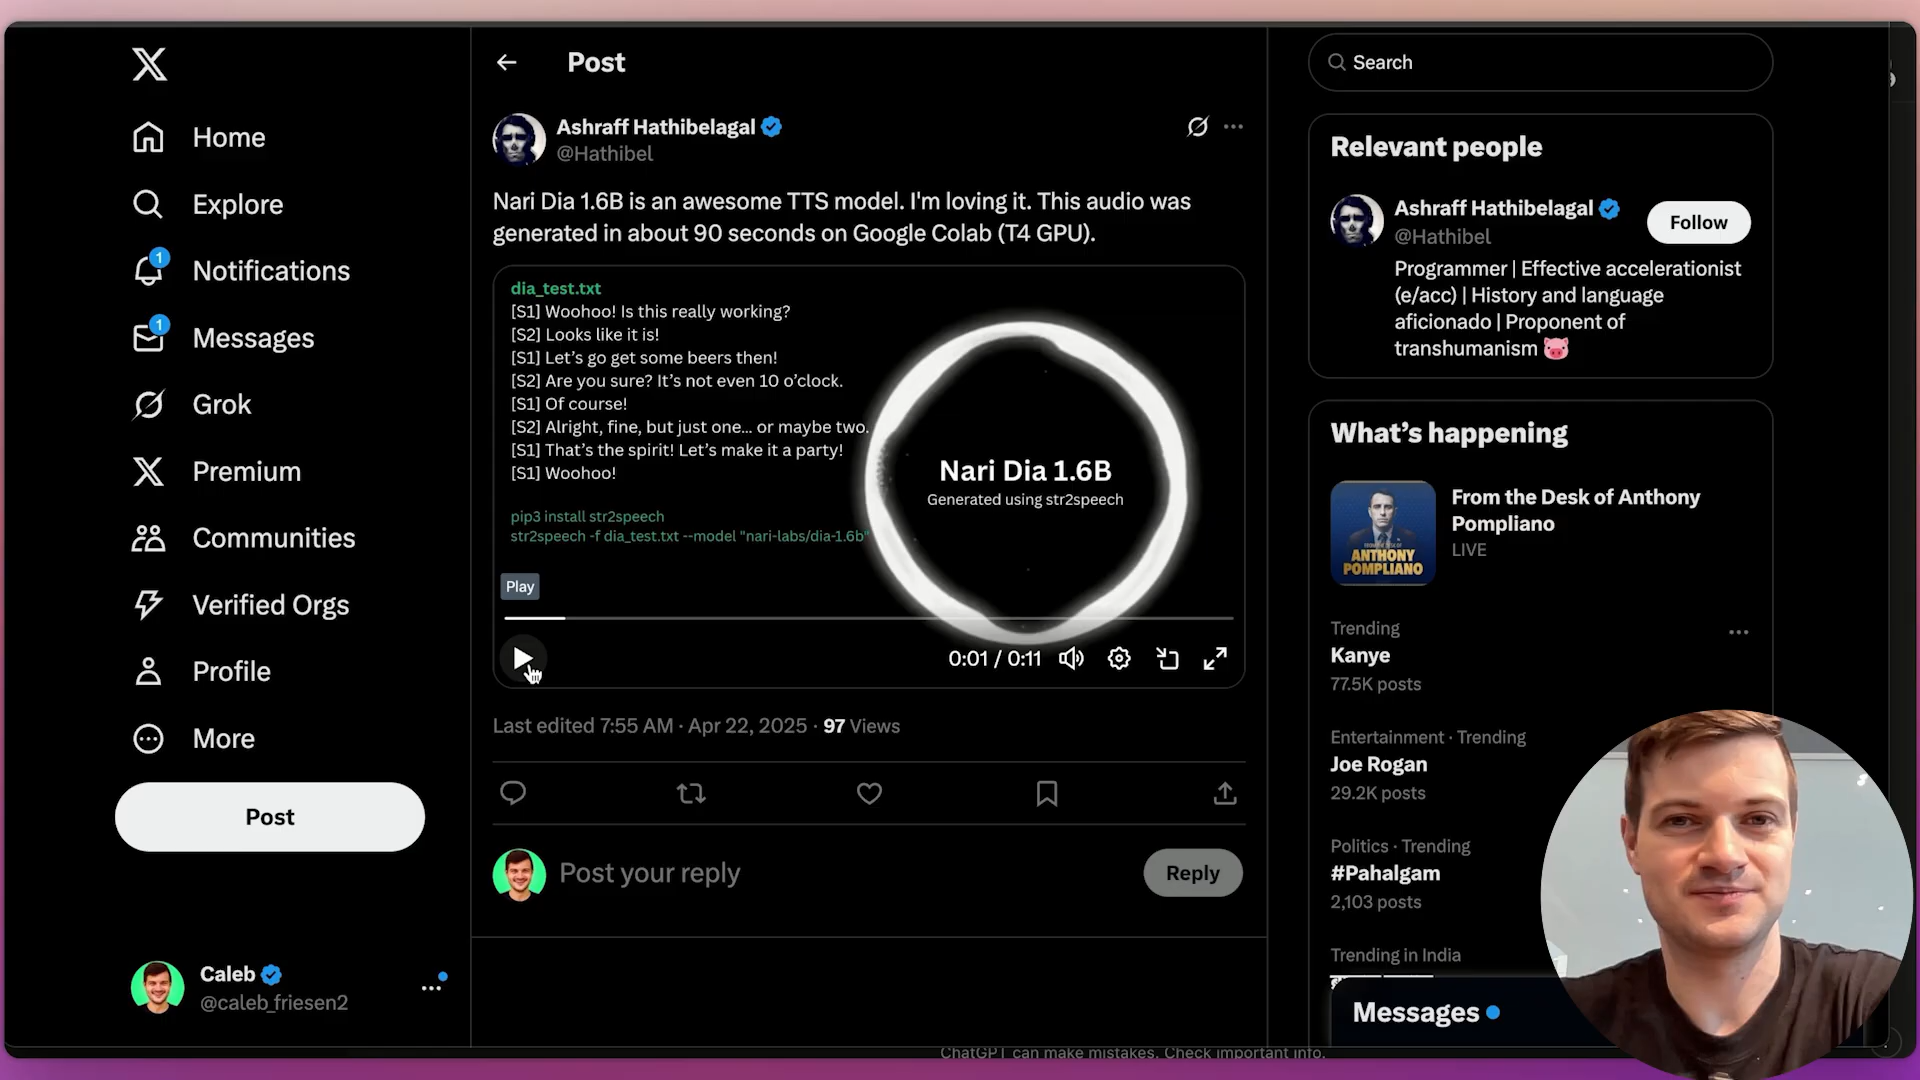 Home
Explore
1
Notifications
1
Messages
Grok
Premium
Communities
Verified Orgs
Profile
More
Post
Caleb
@caleb_friesen2
Post
Ashraff Hathibelagal
@Hathibel
Nari Dia 1.6B is an awesome TTS model. I'm loving it. This audio was
generated in about 90 seconds on Google Colab (T4 GPU).
dia_test.txt
[S1] Woohoo! Is this really working?
[S2] Looks like it is!
[S1] Let's go get some beers then!
[S2] Are you sure? It's not even 10 o'clock.
[S1] Of course!
[S2] Alright, fine, but just one... or maybe two.
[S1] That's the spirit! Let's make it a party!
[S1] Woohoo!
pip3 install str2speech
str2speech -f dia_test.txt --model "nari-labs/dia-1.6b"
Nari Dia 1.6B
Generated using str2speech
Play
0:01 / 0:11
Last edited 7:55 AM · Apr 22, 2025 · 97 Views
Post your reply
Reply
Search
Relevant people
Ashraff Hathibelagal
@Hathibel
Follow
Programmer | Effective accelerationist
(e/acc) | History and language
aficionado | Proponent of
transhumanism
What's happening
ANTHONY
POMPLIANO
From the Desk of Anthony
Pompliano
LIVE
Trending
Kanye
77.5K posts
Entertainment · Trending
Joe Rogan
29.2K posts
Politics · Trending
#Pahalgam
2,103 posts
Trending in India
Messages
ChatGPT can make mistakes. Check important info.